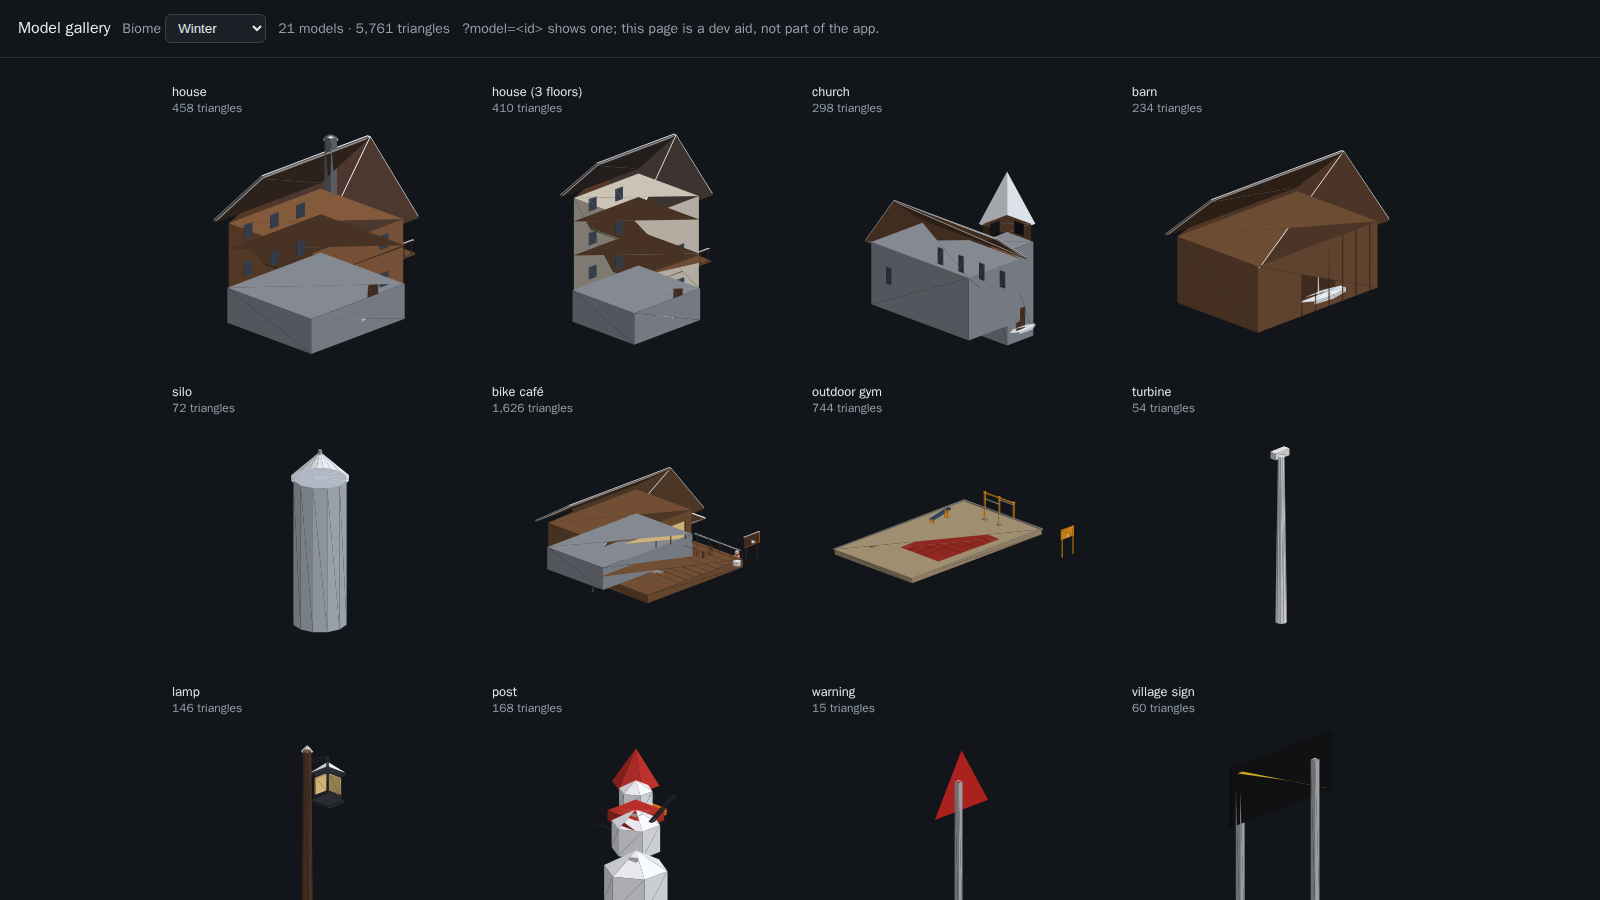 Model gallery Biome Winter 21 models · 5,761 triangles ?model=<id> shows one; this page is a dev aid, not part of the app.
house house (3 floors) church barn
458 triangles 410 triangles 298 triangles 234 triangles
silo bike café outdoor gym turbine
72 triangles 1,626 triangles 744 triangles 54 triangles
lamp post warning village sign
146 triangles 168 triangles 15 triangles 60 triangles